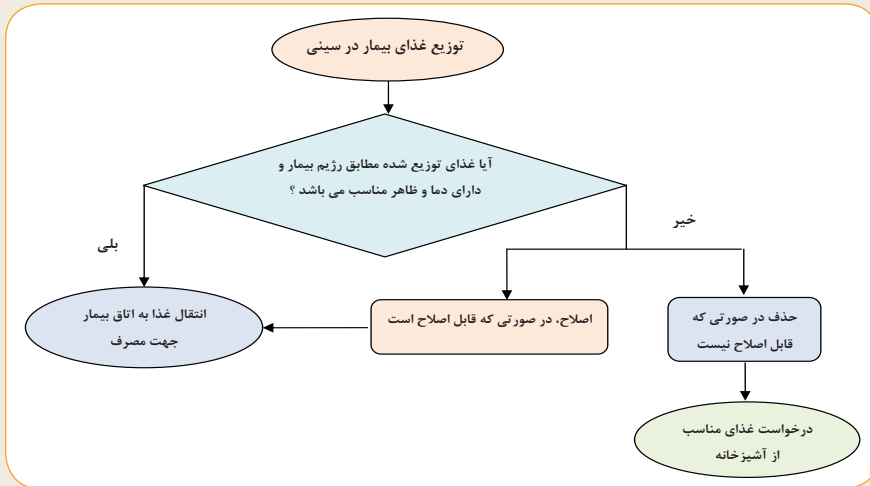 توزیع غذای بیمار در سینی
آیا غذای توزیع شده مطابق رژیم بیمار و
دارای دما و ظاهر مناسب می باشد ؟
خیر
بلی
حذف در صورتی که
قابل اصلاح نیست
اصلاح، در صورتی که قابل اصلاح است
انتقال غذا به اتاق بیمار
جهت مصرف
درخواست غذای مناسب
از آشپزخانه